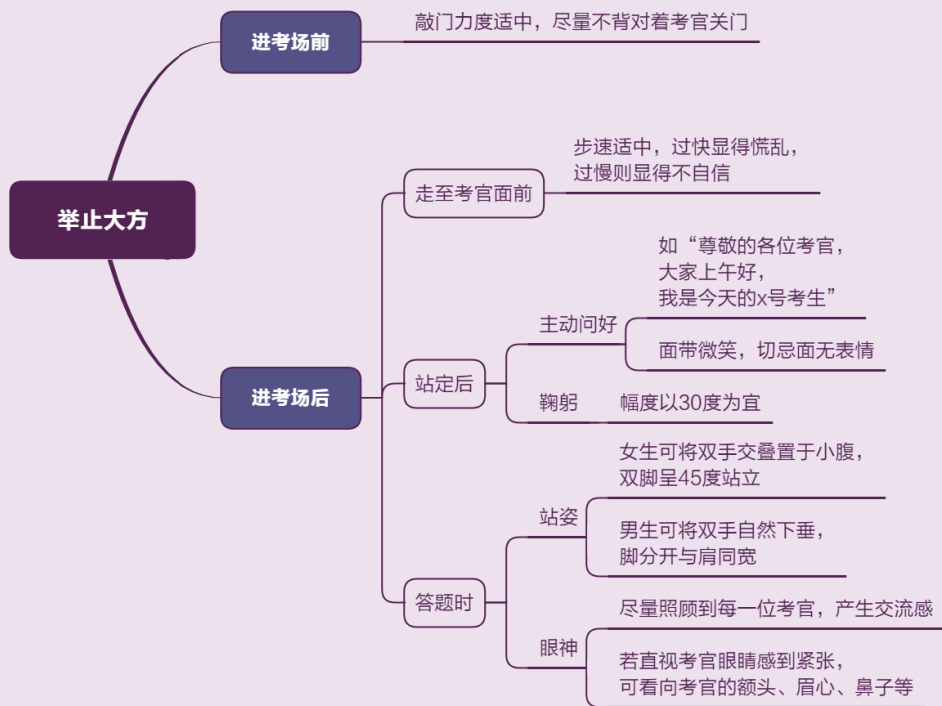 举止大方
进考场前
敲门力度适中，尽量不背对着考官关门
进考场后
走至考官面前
步速适中，过快显得慌乱，
过慢则显得不自信
站定后
主动问好
如“尊敬的各位考官，
大家上午好，
我是今天的x号考生”
面带微笑，切忌面无表情
鞠躬
幅度以30度为宜
答题时
站姿
女生可将双手交叠置于小腹，
双脚呈45度站立
男生可将双手自然下垂，
脚分开与肩同宽
眼神
尽量照顾到每一位考官，产生交流感
若直视考官眼睛感到紧张，
可看向考官的额头、眉心、鼻子等